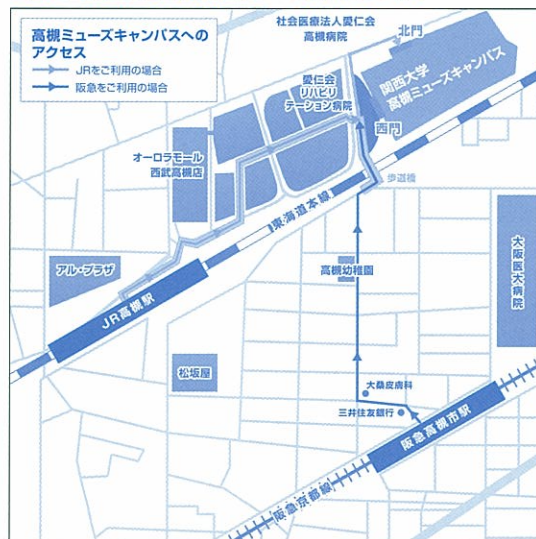 高槻ミューズキャンパスへの
アクセス
JRをご利用の場合
阪急をご利用の場合
社会医療法人愛仁会
高槻病院
北門
関西大学
高槻ミューズキャンパス
愛仁会
リハビリ
テーション病院
西門
オーロラモール
西武高槻店
歩道橋
東海道本線
アル・プラザ
高槻幼稚園
大阪医大病院
JR高槻駅
松坂屋
大桑皮膚科
三井住友銀行
阪急高槻市駅
阪急京都線